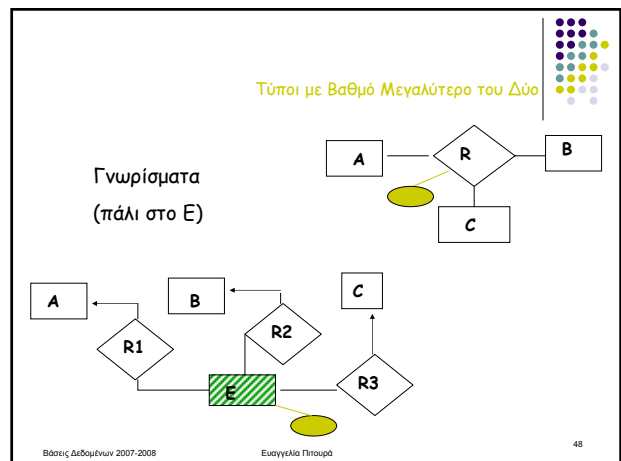 Τύποι με Βαθμό Μεγαλύτερο του Δύο
A
R
B
Γνωρίσματα
(πάλι στο Ε)
C
A
B
C
R1
R2
R3
E
Βάσεις Δεδομένων 2007-2008
Ευαγγελία Πιτουρά
48